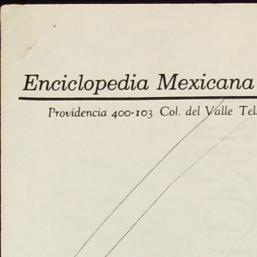 Enciclopedia Mexicana
Providencia 400-103 Col. del Valle Tel.